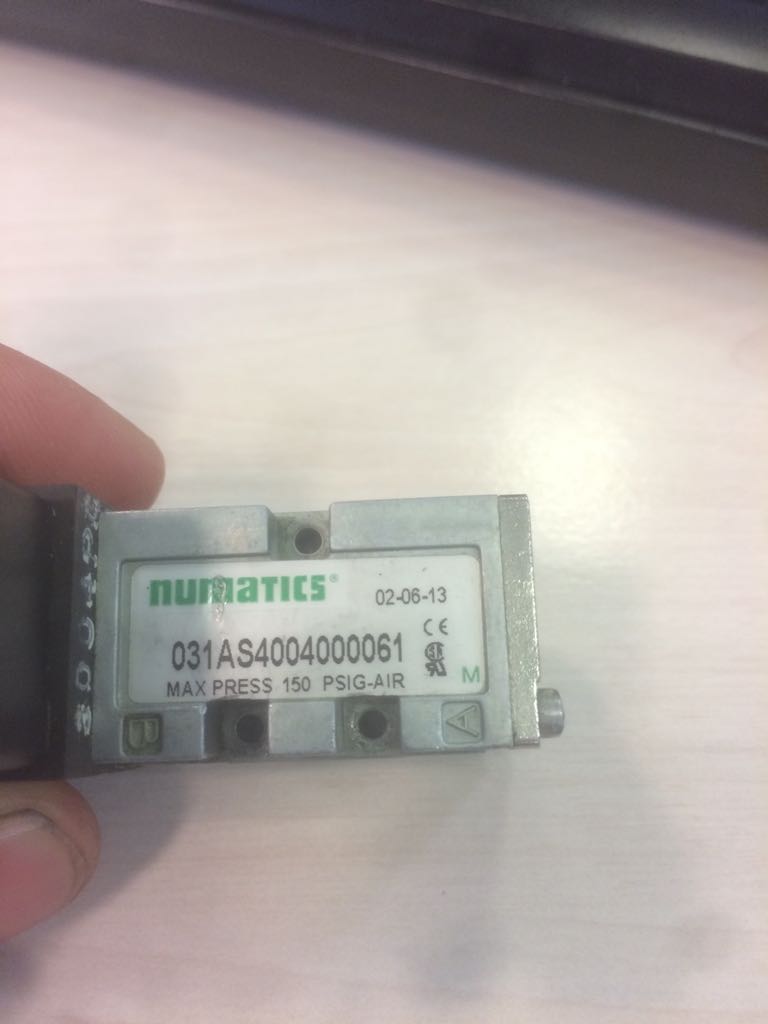 numatics®
02-06-13
CE
031AS4004000061
MAX PRESS 150 PSIG-AIR
M
B
A